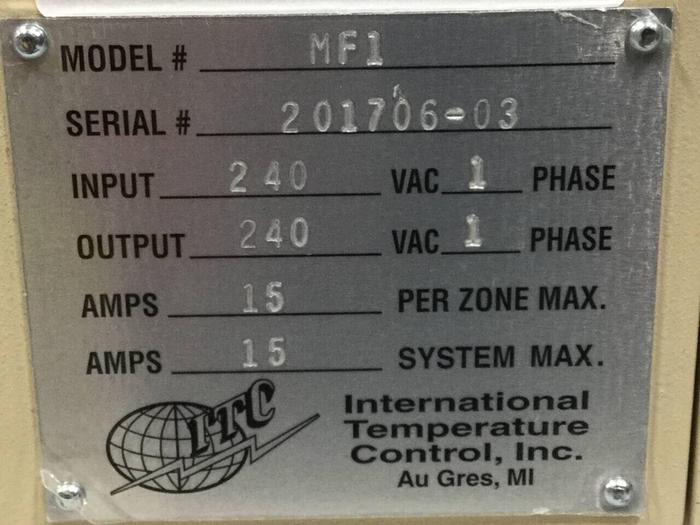 MODEL # MF1
SERIAL # 201706-03
INPUT 240 VAC 1 PHASE
OUTPUT 240 VAC 1 PHASE
AMPS 15 PER ZONE MAX.
AMPS 15 SYSTEM MAX.
ITC
International
Temperature
Control, Inc.
Au Gres, MI